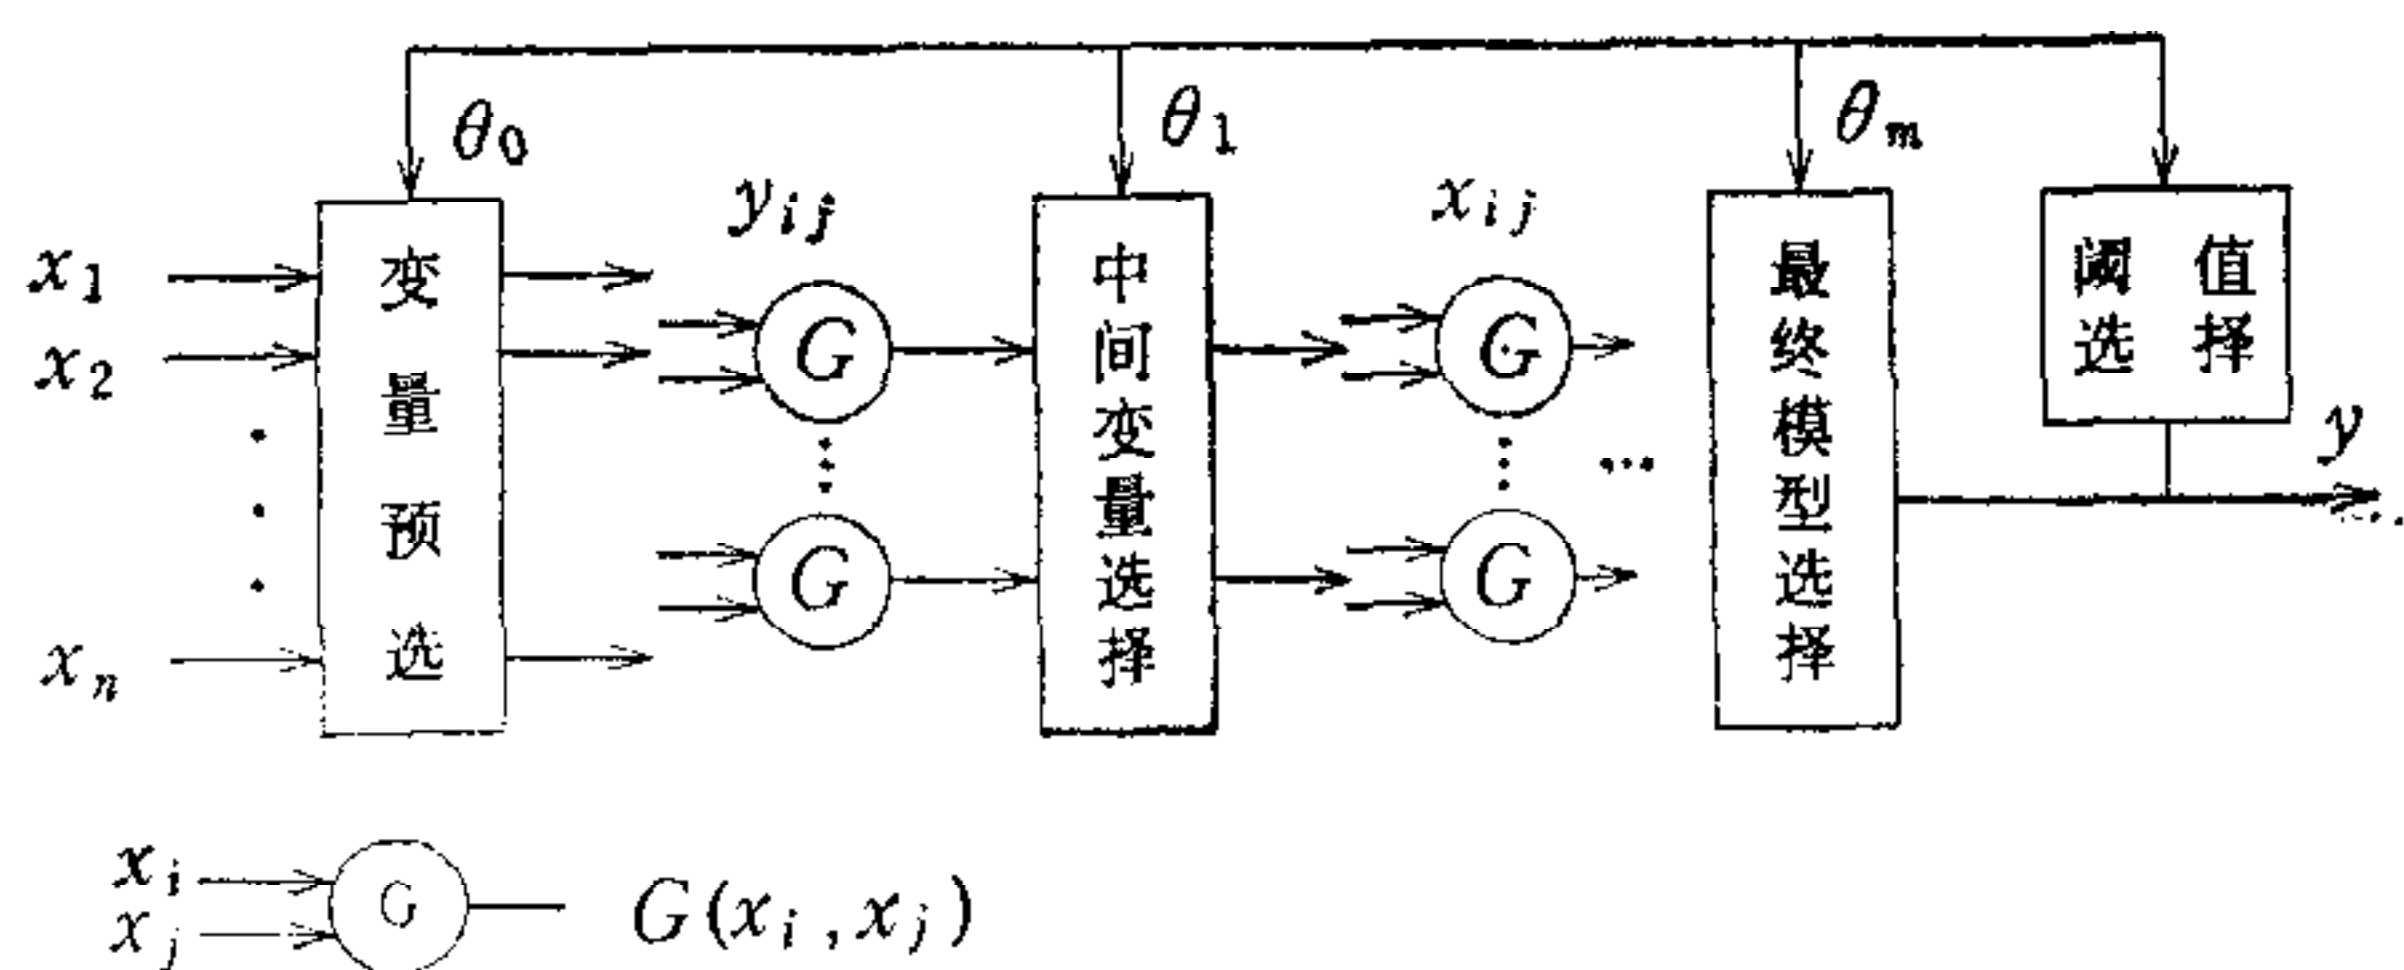 θ0
θ1
θm
yij
xij
x1
x2
xn
变量预选
G
G
中间变量选择
G
G
…
最终模型选择
阈值选择
y
xi
xj
G
G(xi,xj)